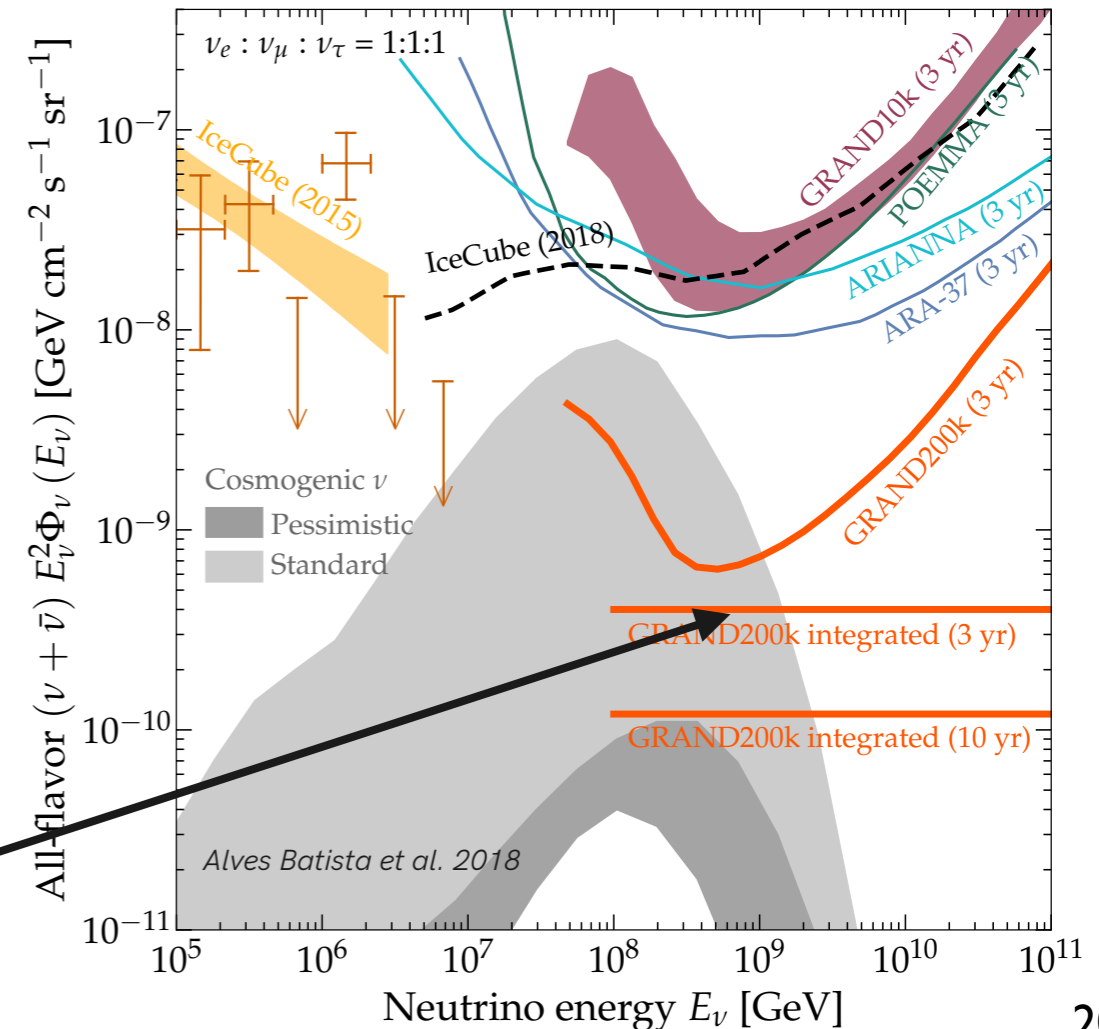 All-flavor (ν + ν̄) E²νΦν (Eν) [GeV cm⁻² s⁻¹ sr⁻¹]
νe : νμ : ντ = 1:1:1
10⁻⁷
10⁻⁸
10⁻⁹
10⁻¹⁰
10⁻¹¹
IceCube (2015)
IceCube (2018)
GRAND10k (3 yr)
POEMMA (3 yr)
ARIANNA (3 yr)
ARA-37 (3 yr)
GRAND200k (3 yr)
Cosmogenic ν
Pessimistic
Standard
GRAND200k integrated (3 yr)
GRAND200k integrated (10 yr)
Alves Batista et al. 2018
10⁵ 10⁶ 10⁷ 10⁸ 10⁹ 10¹⁰ 10¹¹
Neutrino energy Eν [GeV]